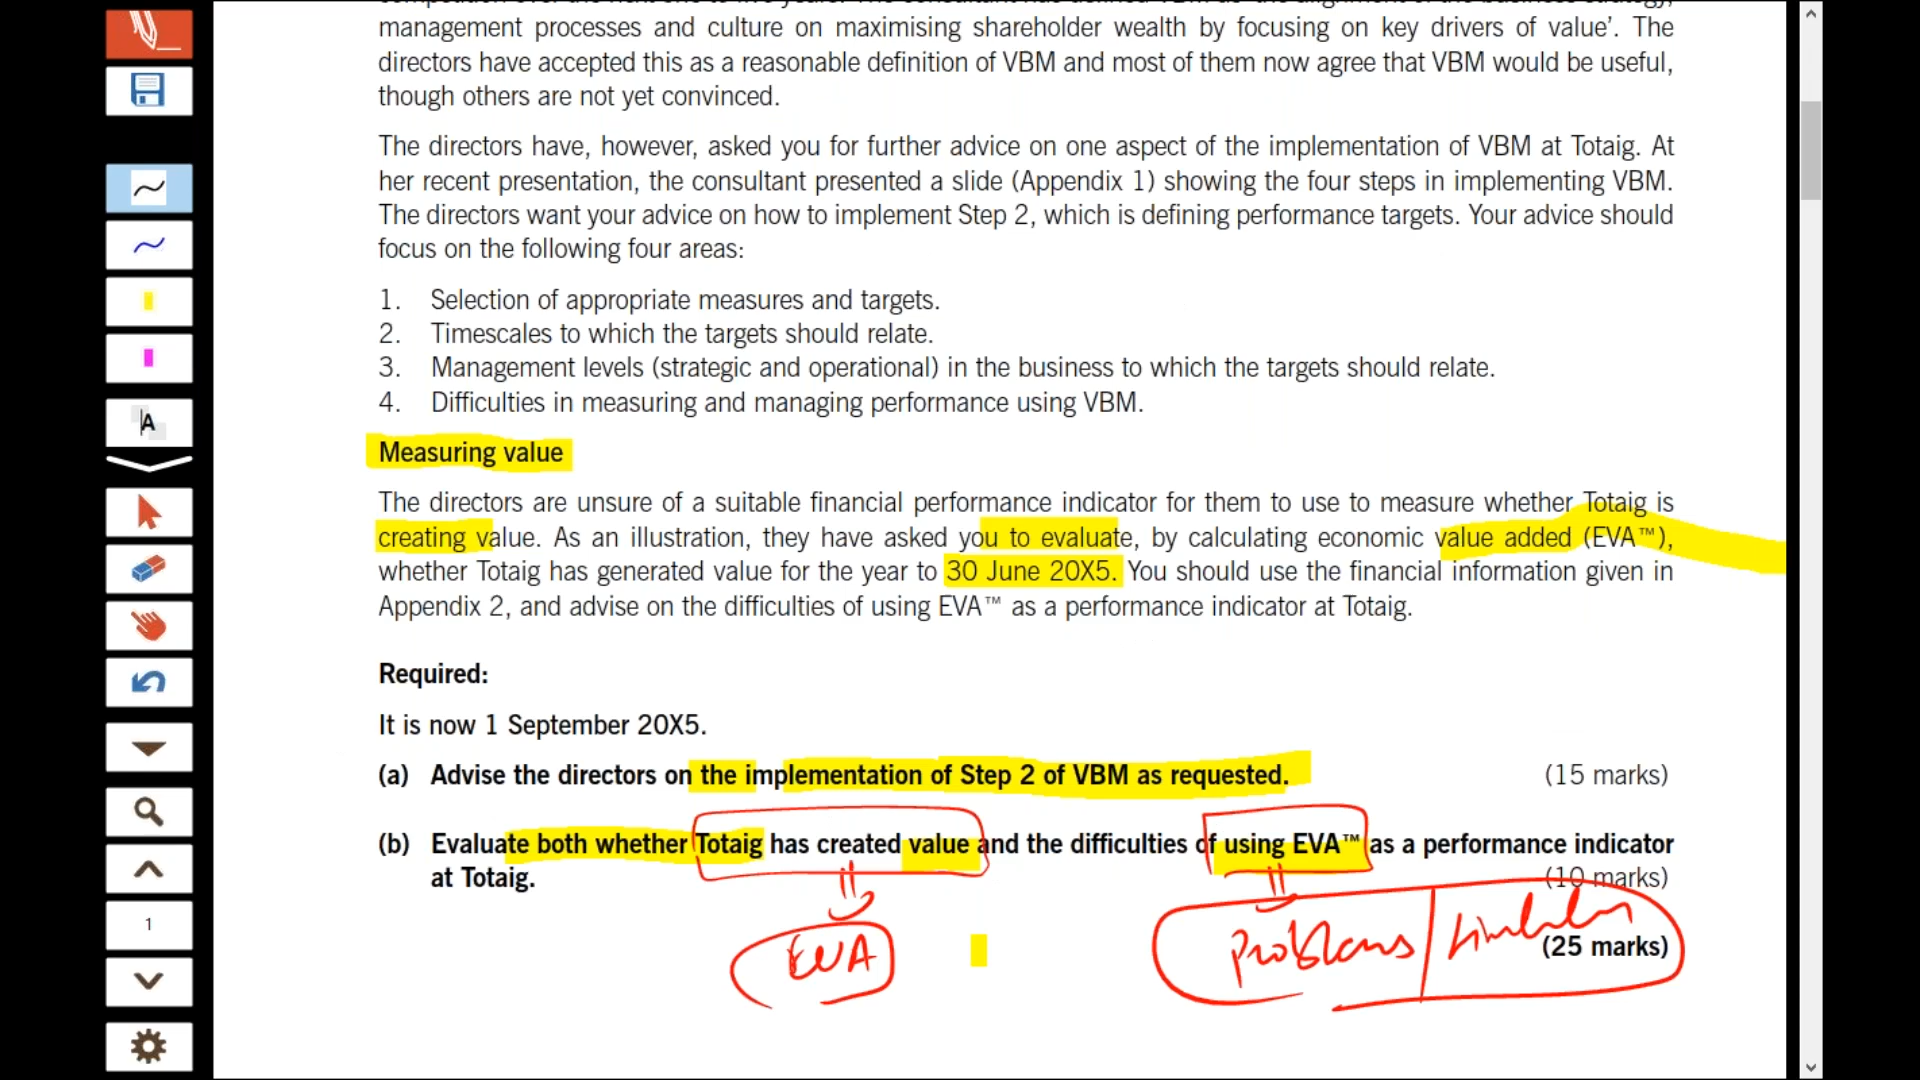 management processes and culture on maximising shareholder wealth by focusing on key drivers of value’. The
directors have accepted this as a reasonable definition of VBM and most of them now agree that VBM would be useful,
though others are not yet convinced.
The directors have, however, asked you for further advice on one aspect of the implementation of VBM at Totaig. At
her recent presentation, the consultant presented a slide (Appendix 1) showing the four steps in implementing VBM.
The directors want your advice on how to implement Step 2, which is defining performance targets. Your advice should
focus on the following four areas:
1. Selection of appropriate measures and targets.
2. Timescales to which the targets should relate.
3. Management levels (strategic and operational) in the business to which the targets should relate.
4. Difficulties in measuring and managing performance using VBM.
Measuring value
The directors are unsure of a suitable financial performance indicator for them to use to measure whether Totaig is
creating value. As an illustration, they have asked you to evaluate, by calculating economic value added (EVA™),
whether Totaig has generated value for the year to 30 June 20X5. You should use the financial information given in
Appendix 2, and advise on the difficulties of using EVA™ as a performance indicator at Totaig.
Required:
It is now 1 September 20X5.
(a) Advise the directors on the implementation of Step 2 of VBM as requested. (15 marks)
(b) Evaluate both whether Totaig has created value and the difficulties of using EVA™ as a performance indicator
at Totaig. (10 marks)
EVA
Problems
(25 marks)
A
1